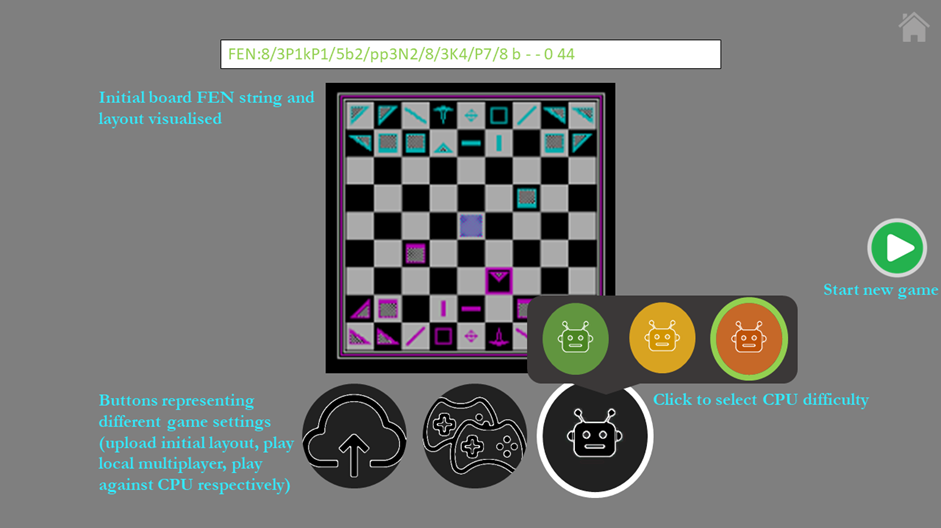 FEN:8/3P1kP1/5b2/pp3N2/8/3K4/P7/8 b - - 0 44
Initial board FEN string and
layout visualised
Start new game
Buttons representing
different game settings
(upload initial layout, play
local multiplayer, play
against CPU respectively)
Click to select CPU difficulty